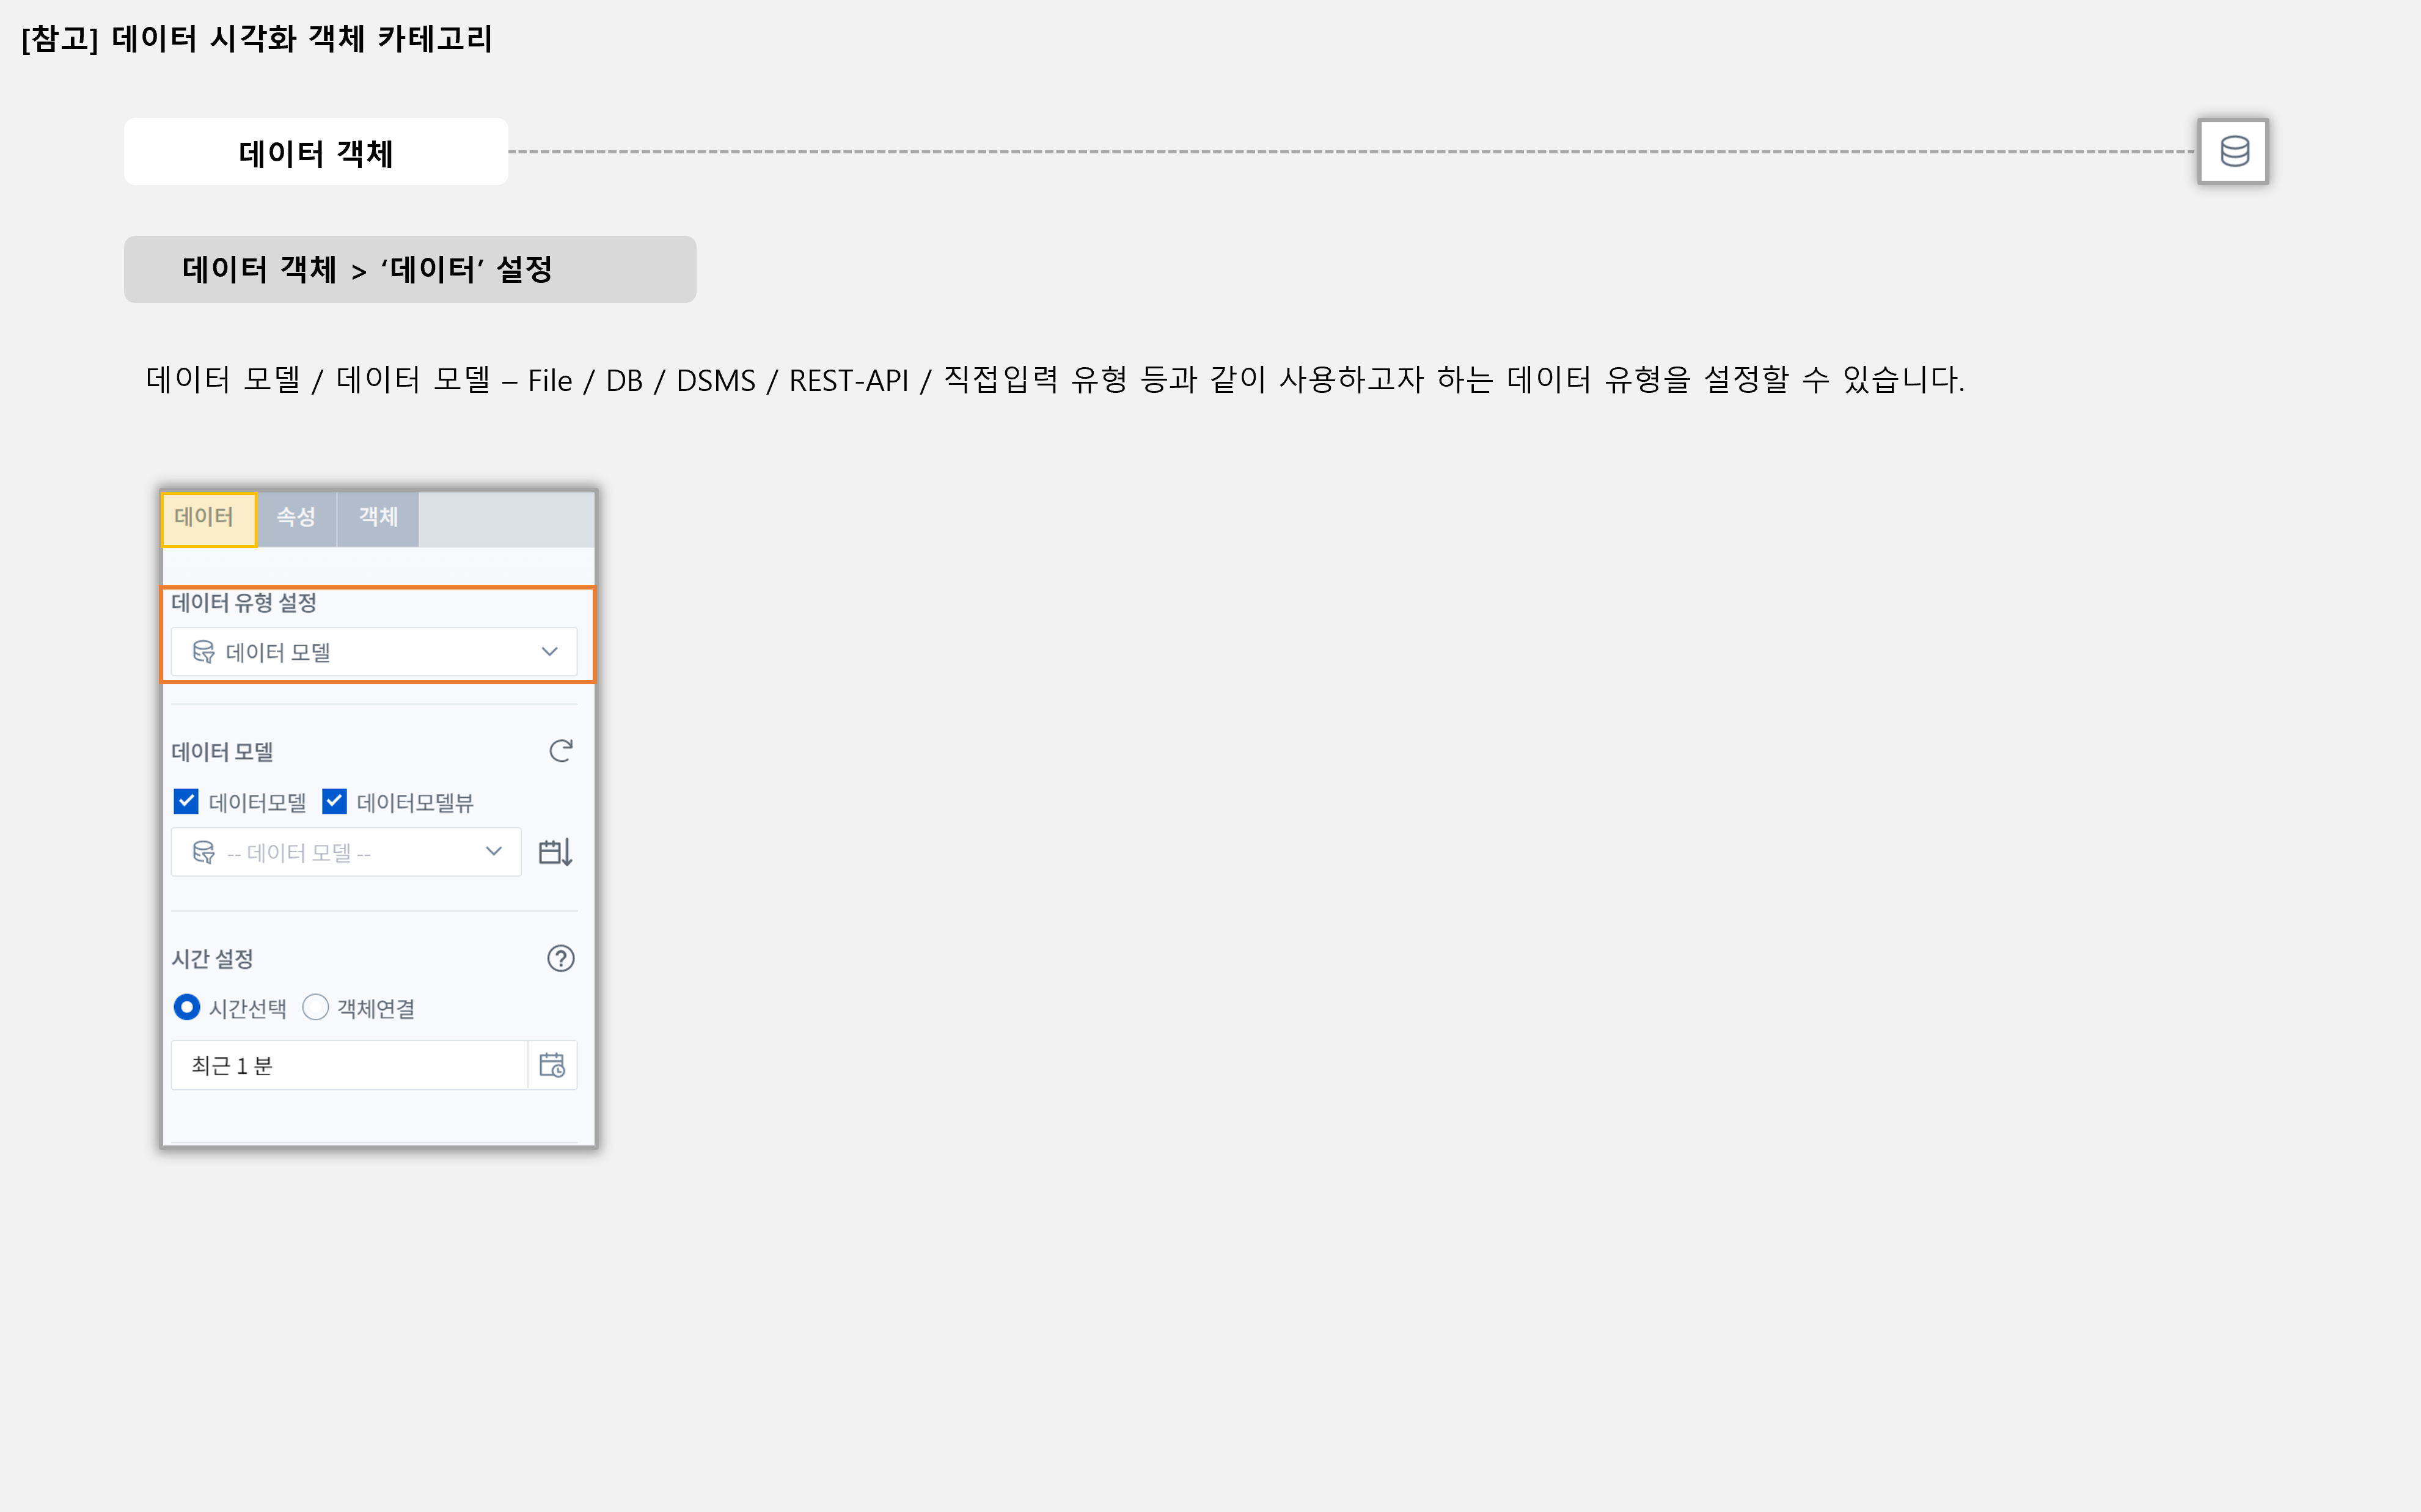 [참고] 데이터 시각화 객체 카테고리
데이터 객체
데이터 객체 > ‘데이터’ 설정
데이터 모델 / 데이터 모델 – File / DB / DSMS / REST-API / 직접입력 유형 등과 같이 사용하고자 하는 데이터 유형을 설정할 수 있습니다.
데이터 속성 객체
데이터 유형 설정
데이터 모델
데이터 모델
데이터모델 데이터모델뷰
-- 데이터 모델 --
시간 설정
시간선택 객체연결
최근 1 분